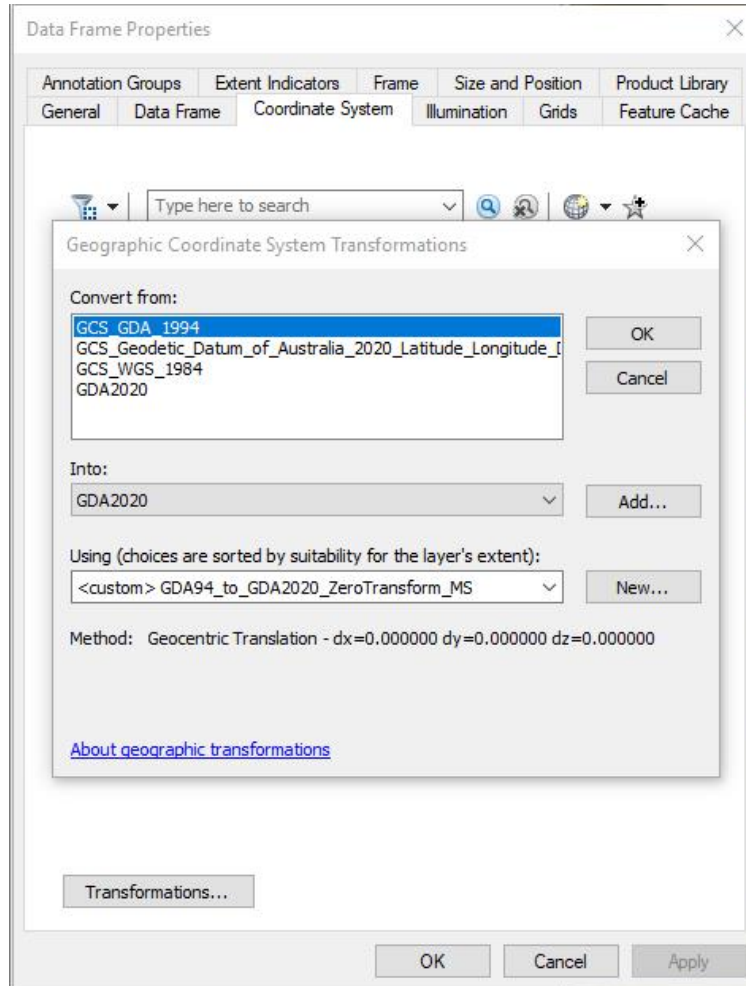 Data Frame Properties
Annotation Groups Extent Indicators Frame Size and Position Product Library
General Data Frame Coordinate System Illumination Grids Feature Cache
Type here to search
Geographic Coordinate System Transformations
Convert from:
GCS_GDA_1994
GCS_Geodetic_Datum_of_Australia_2020_Latitude_Longitude_[
GCS_WGS_1984
GDA2020
OK
Cancel
Into:
GDA2020
Add...
Using (choices are sorted by suitability for the layer's extent):
<custom> GDA94_to_GDA2020_ZeroTransform_MS
New...
Method: Geocentric Translation - dx=0.000000 dy=0.000000 dz=0.000000
About geographic transformations
Transformations...
OK Cancel Apply